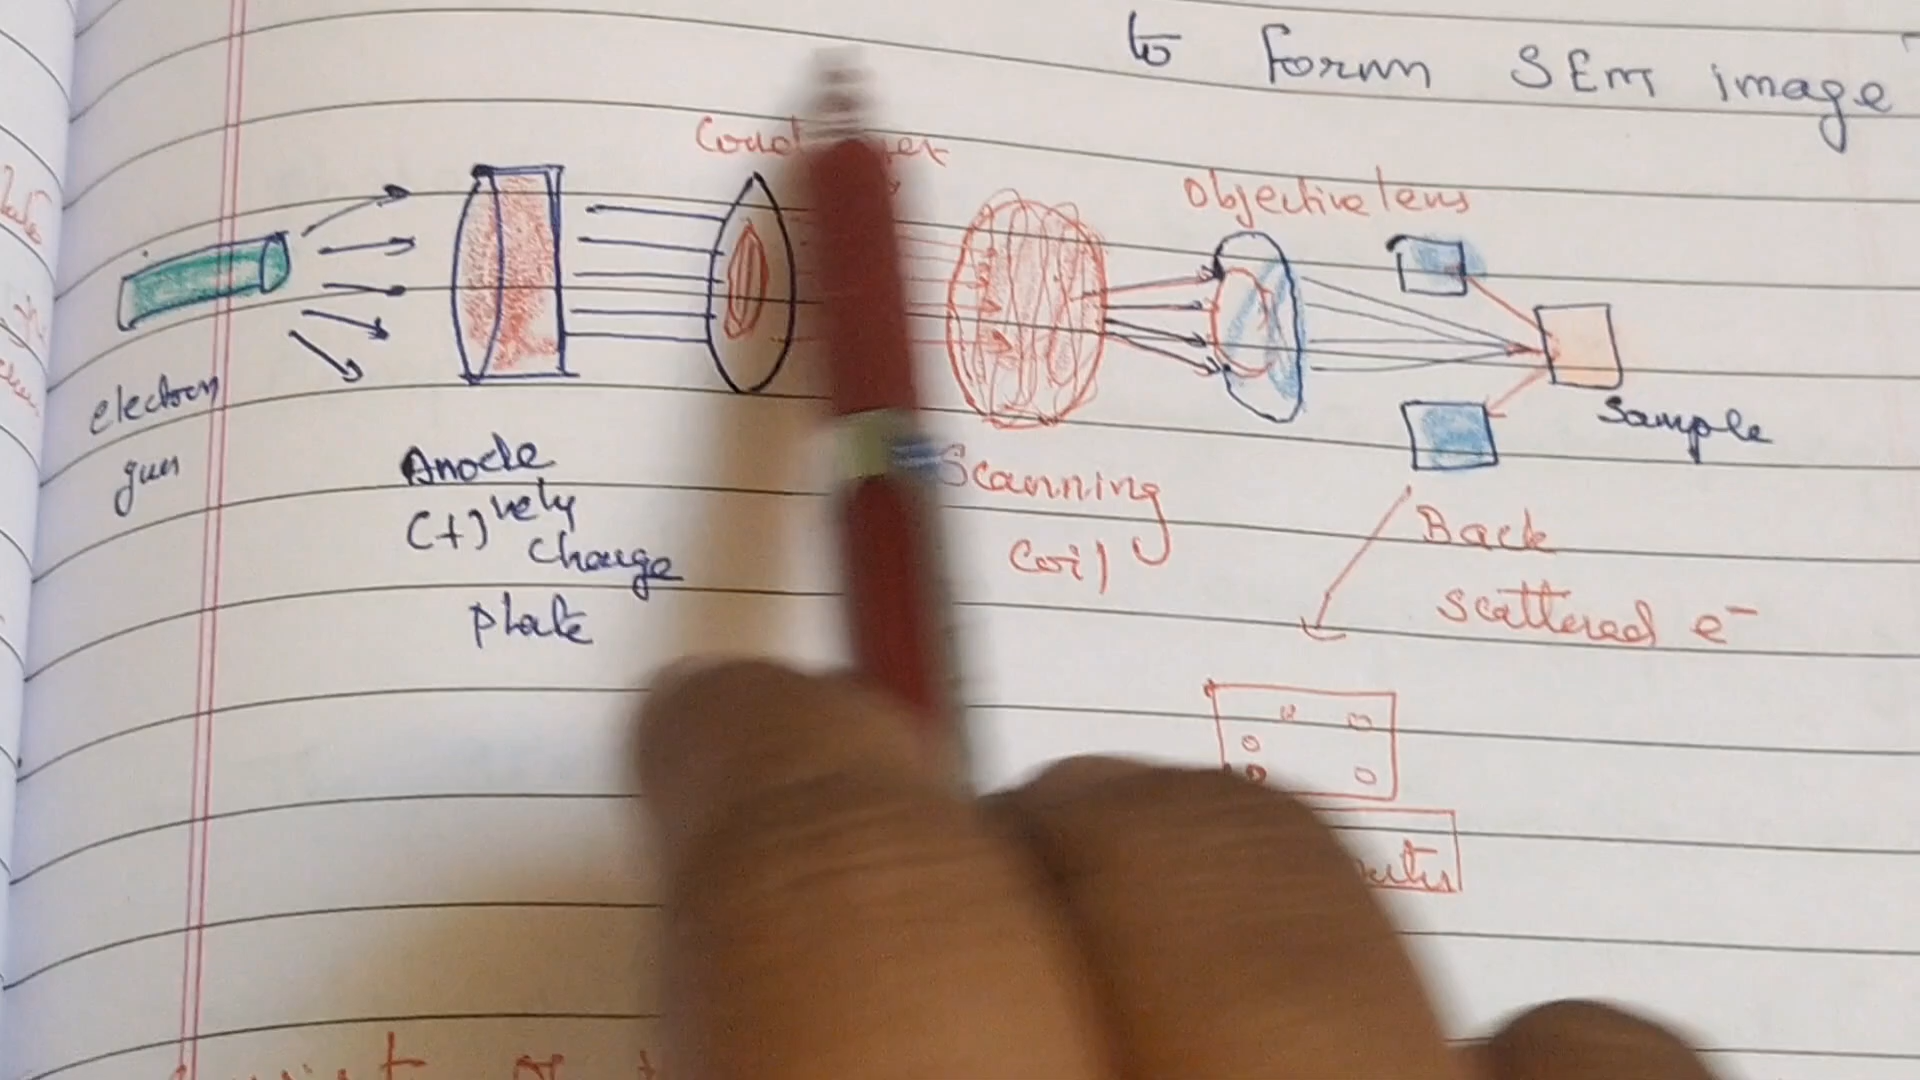 to form SEM image
objective lens
electron
gun
Anode
(+)vely
charge
plate
Scanning
Coil
Sample
Back
scattered e⁻